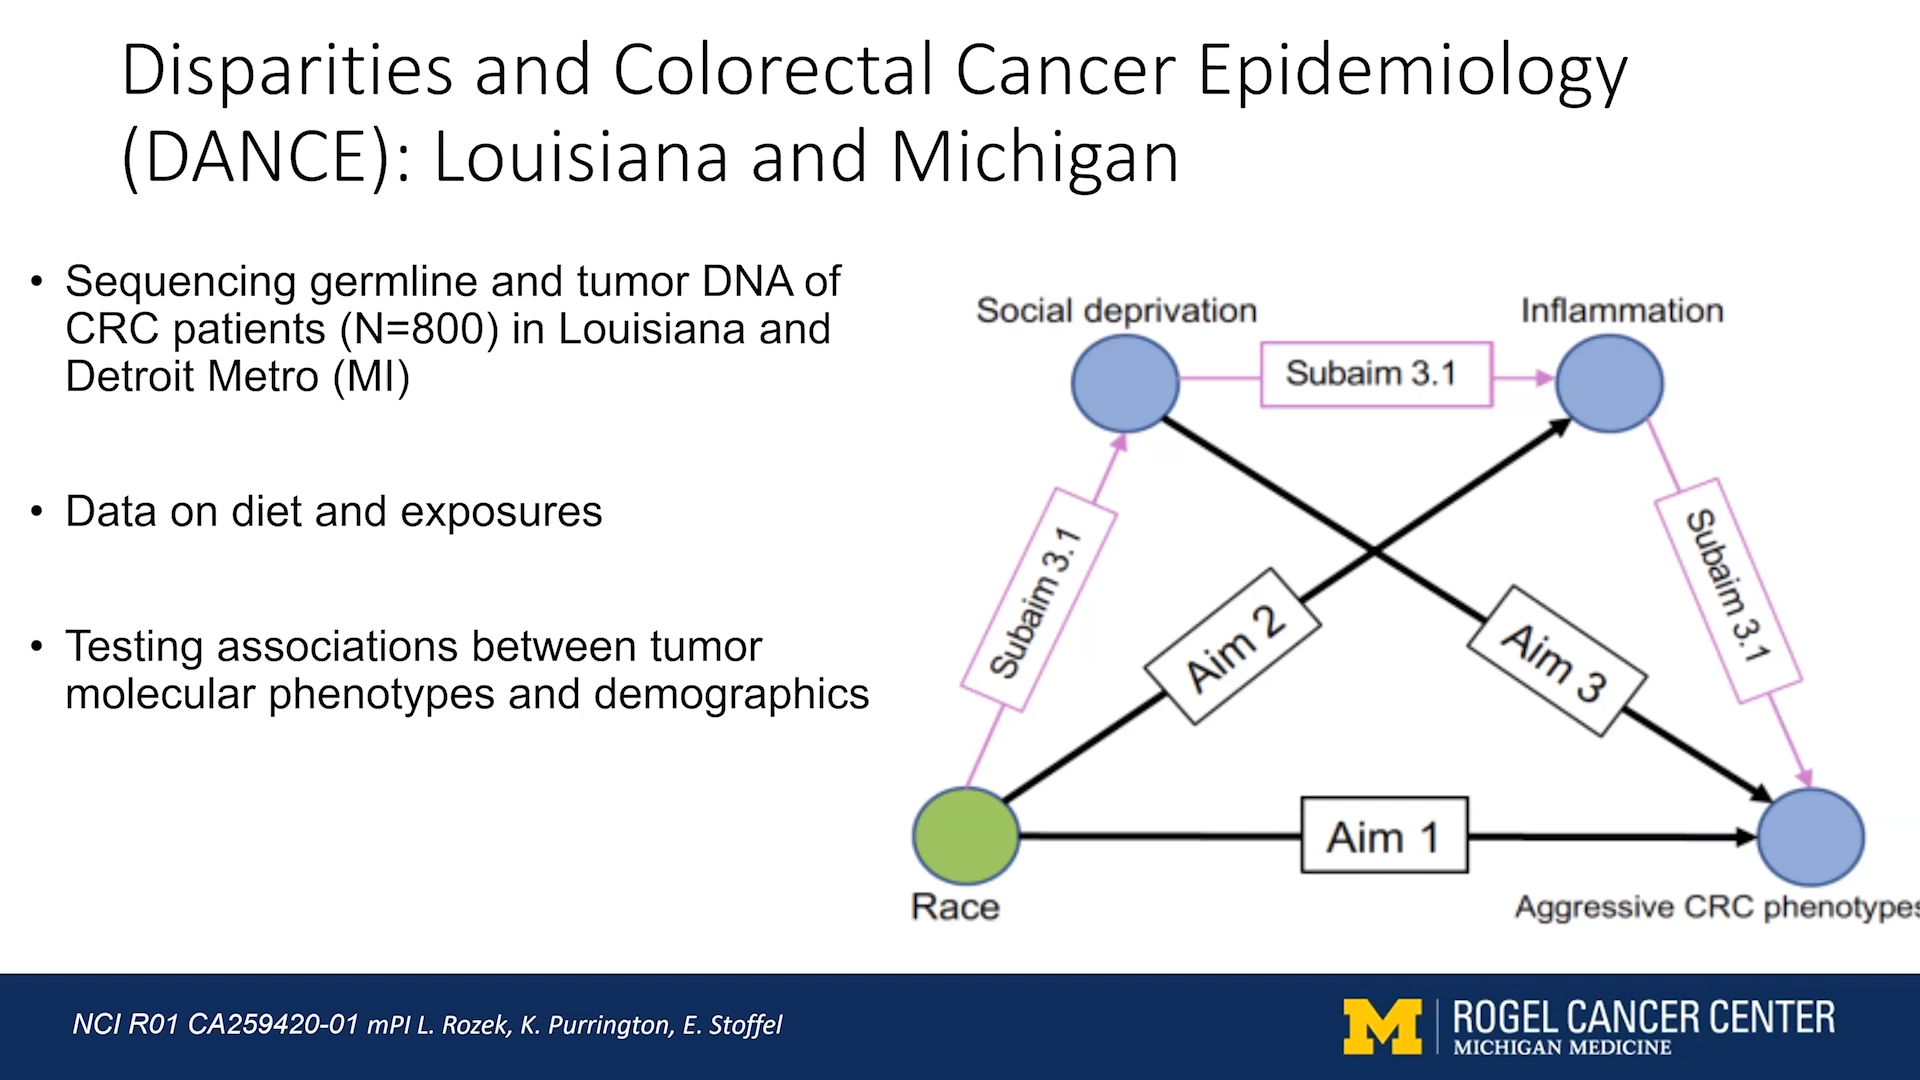 Disparities and Colorectal Cancer Epidemiology
(DANCE): Louisiana and Michigan
• Sequencing germline and tumor DNA of
CRC patients (N=800) in Louisiana and
Detroit Metro (MI)
• Data on diet and exposures
• Testing associations between tumor
molecular phenotypes and demographics
Social deprivation
Inflammation
Subaim 3.1
Subaim 3.1
Subaim 3.1
Aim 2
Aim 3
Aim 1
Race
Aggressive CRC phenotypes
NCI R01 CA259420-01 mPI L. Rozek, K. Purrington, E. Stoffel
M
ROGEL CANCER CENTER
MICHIGAN MEDICINE